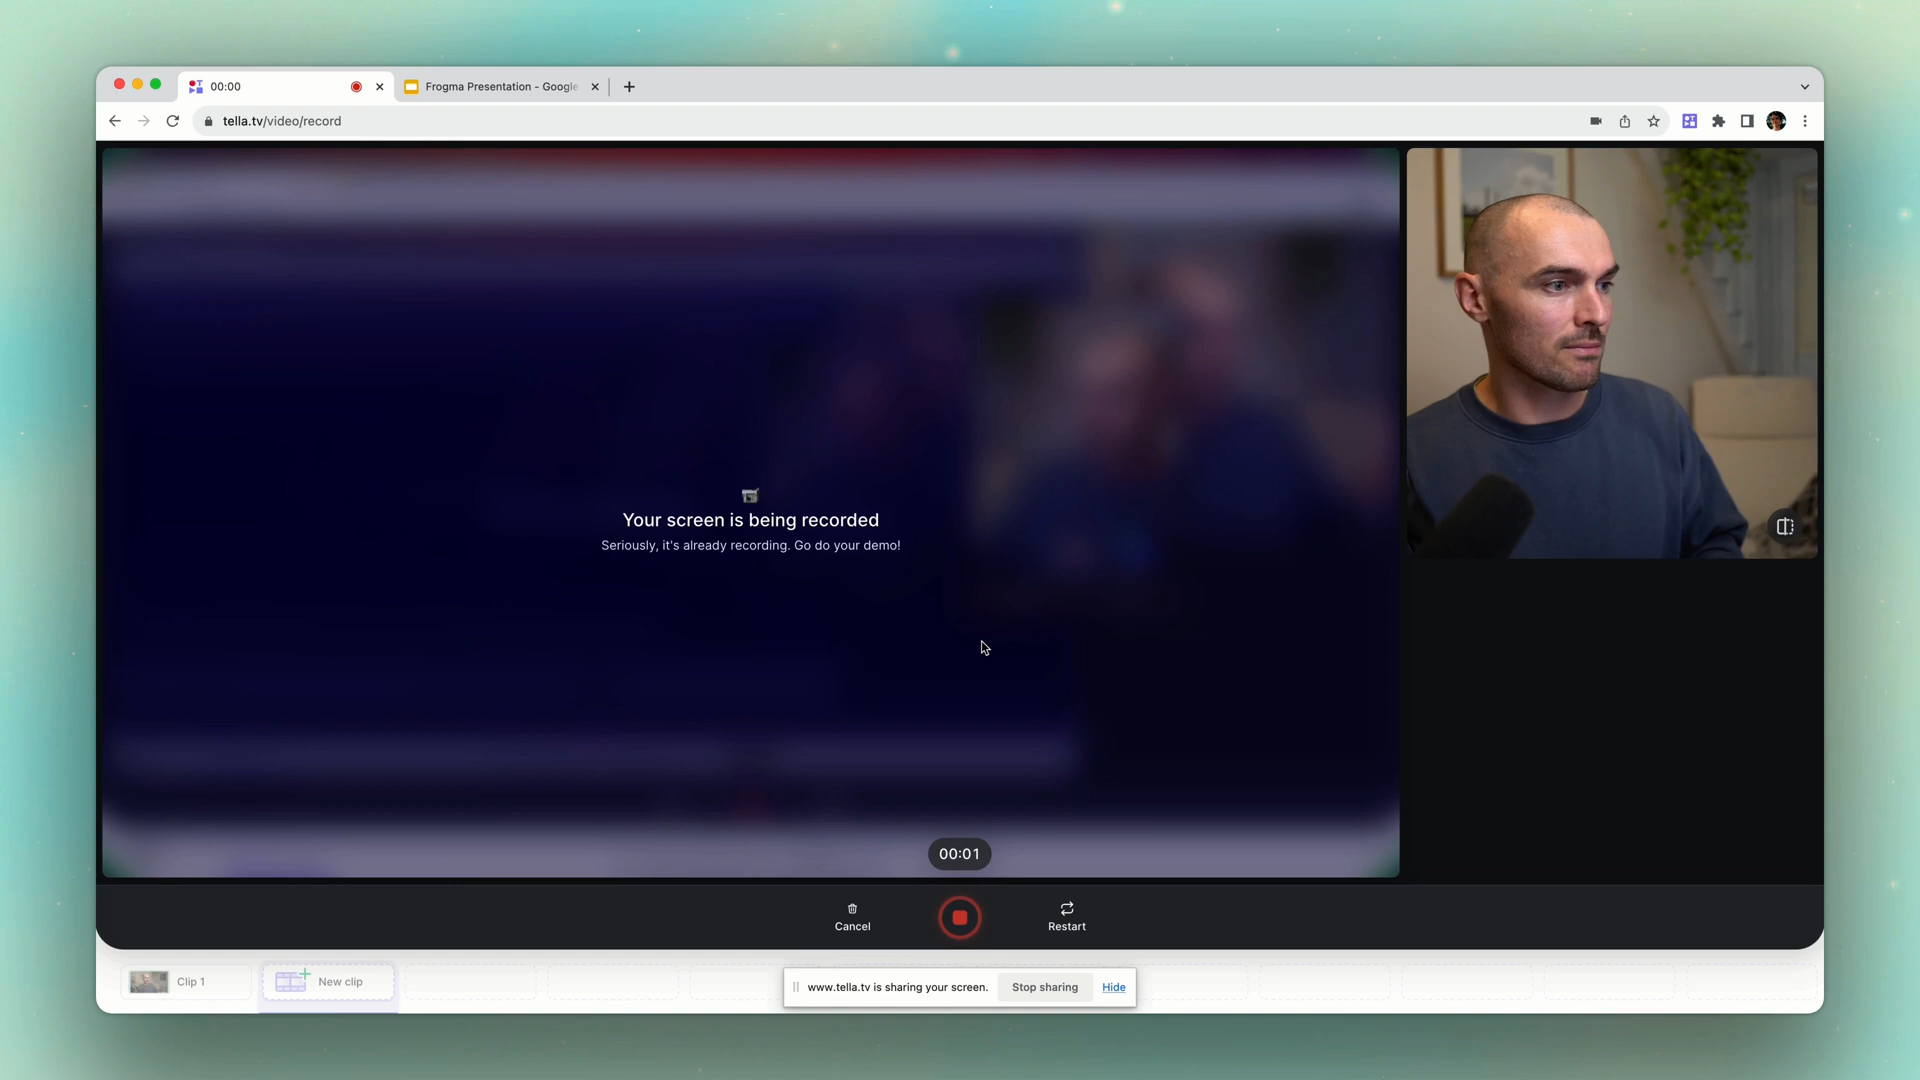 00:00
Frogma Presentation - Google
tella.tv/video/record
Your screen is being recorded
Seriously, it's already recording. Go do your demo!
00:01
Cancel
Restart
Clip 1
New clip
www.tella.tv is sharing your screen.
Stop sharing
Hide